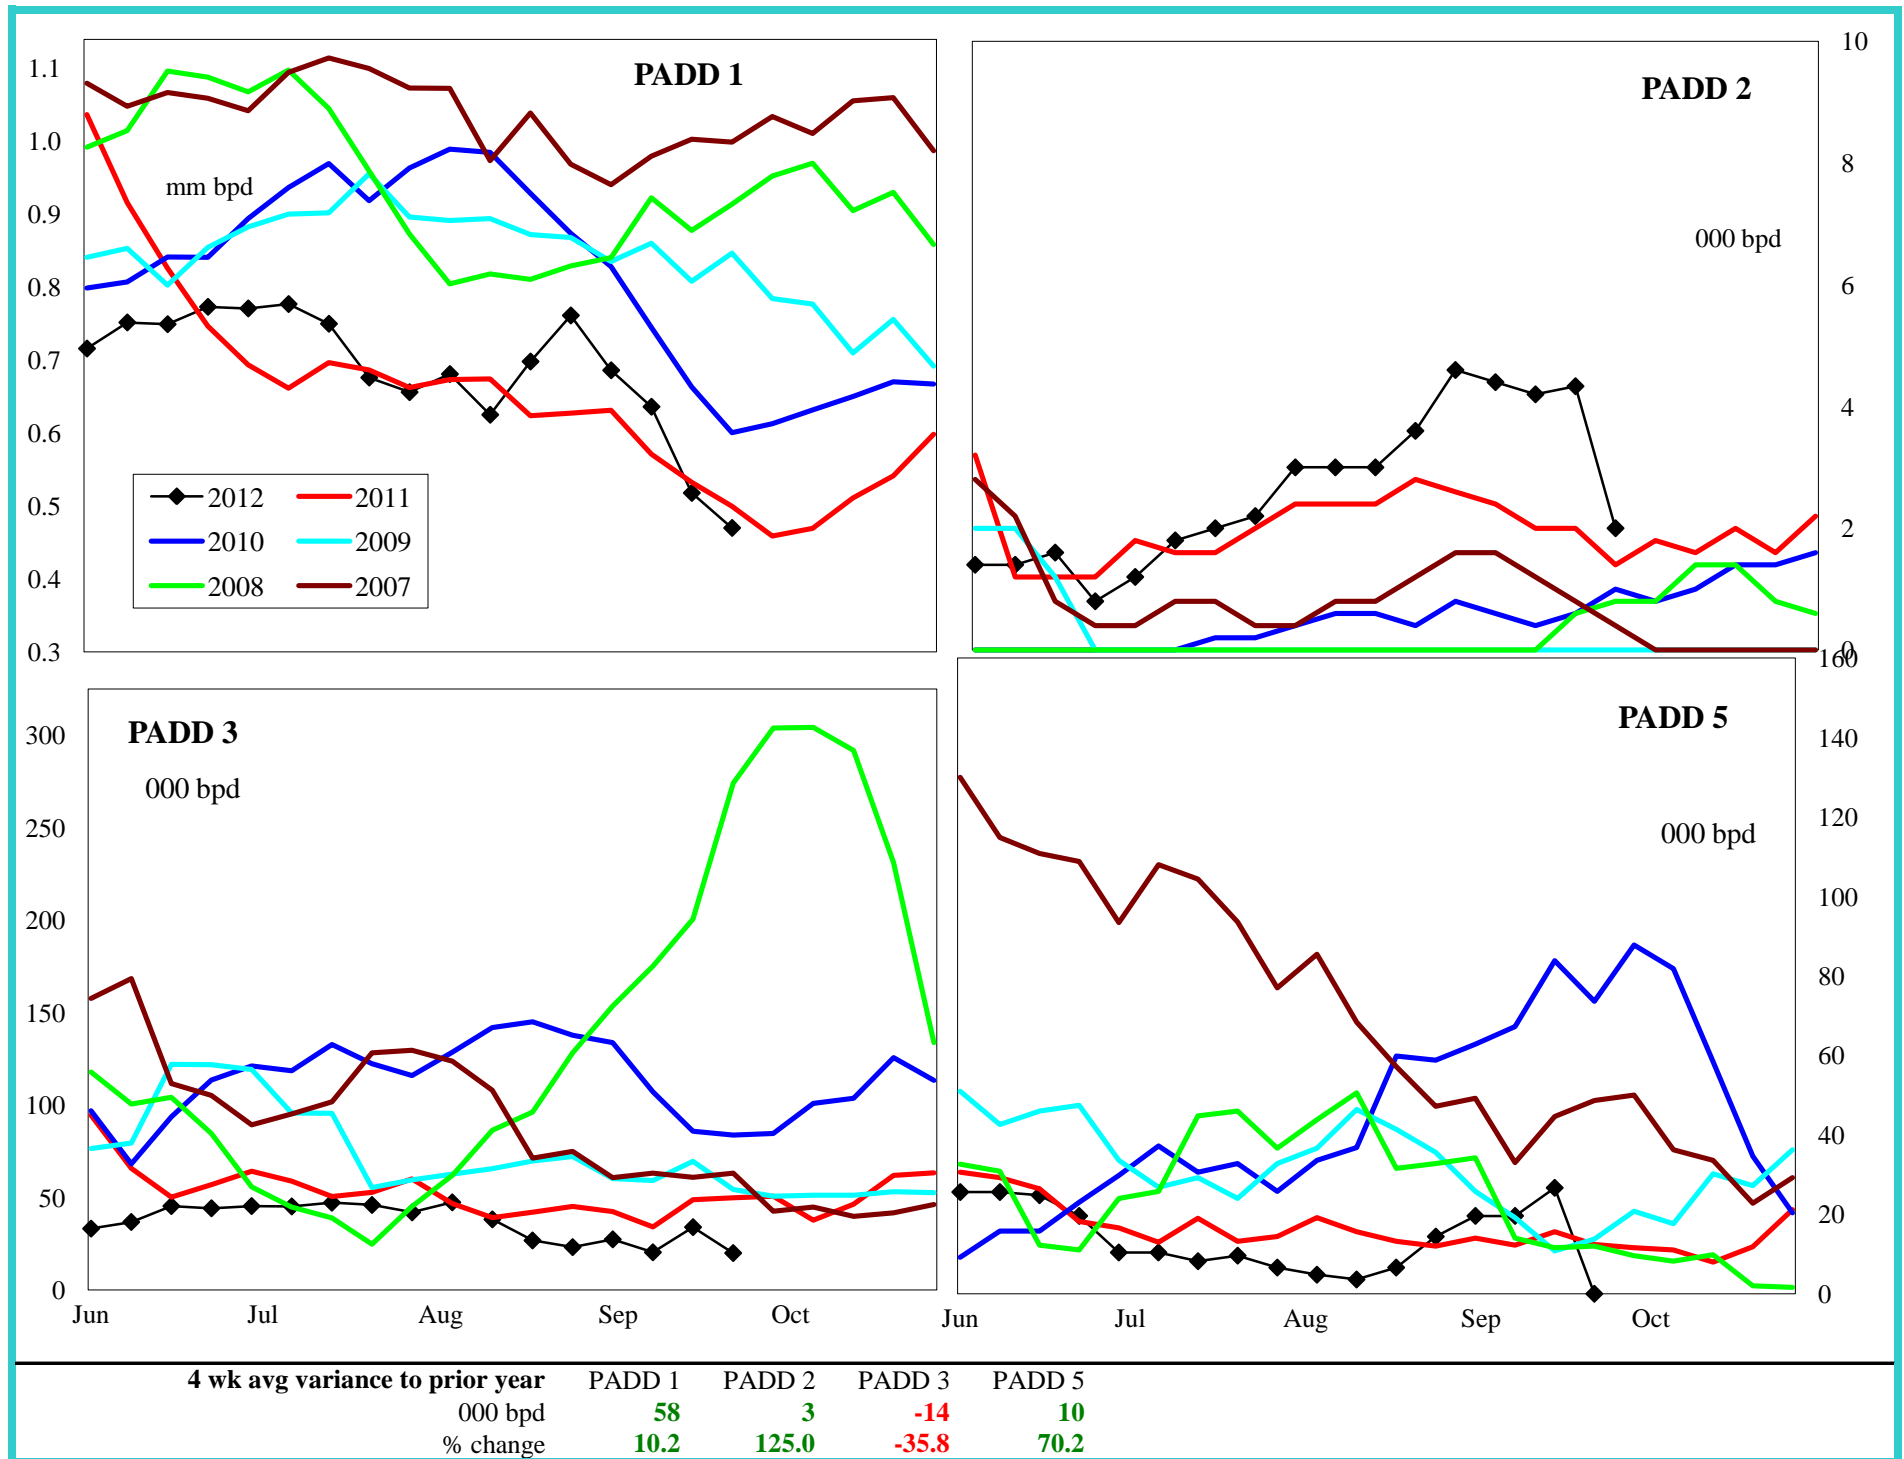 PADD 1
mm bpd
1.1
1.0
0.9
0.8
0.7
0.6
0.5
0.4
0.3
2012 2011
2010 2009
2008 2007
PADD 2
000 bpd
10
8
6
4
2
0
PADD 3
000 bpd
300
250
200
150
100
50
0
Jun Jul Aug Sep Oct
PADD 5
000 bpd
160
140
120
100
80
60
40
20
0
Jun Jul Aug Sep Oct
4 wk avg variance to prior year PADD 1 PADD 2 PADD 3 PADD 5
000 bpd 58 3 -14 10
% change 10.2 125.0 -35.8 70.2